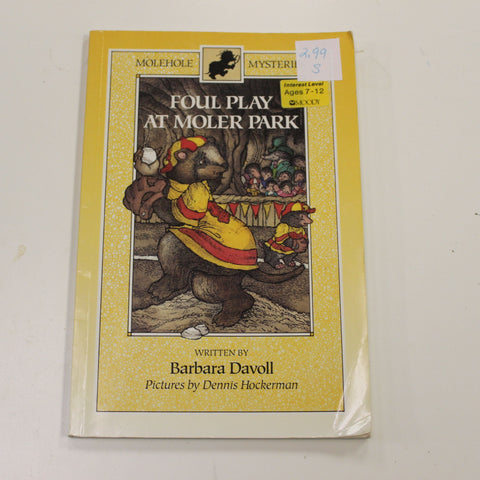 MOLEHOLE MYSTERIE
2.99
S
Interest Level
Ages 7-12
MOODY
FOUL PLAY
AT MOLER PARK
WRITTEN BY
Barbara Davoll
Pictures by Dennis Hockerman